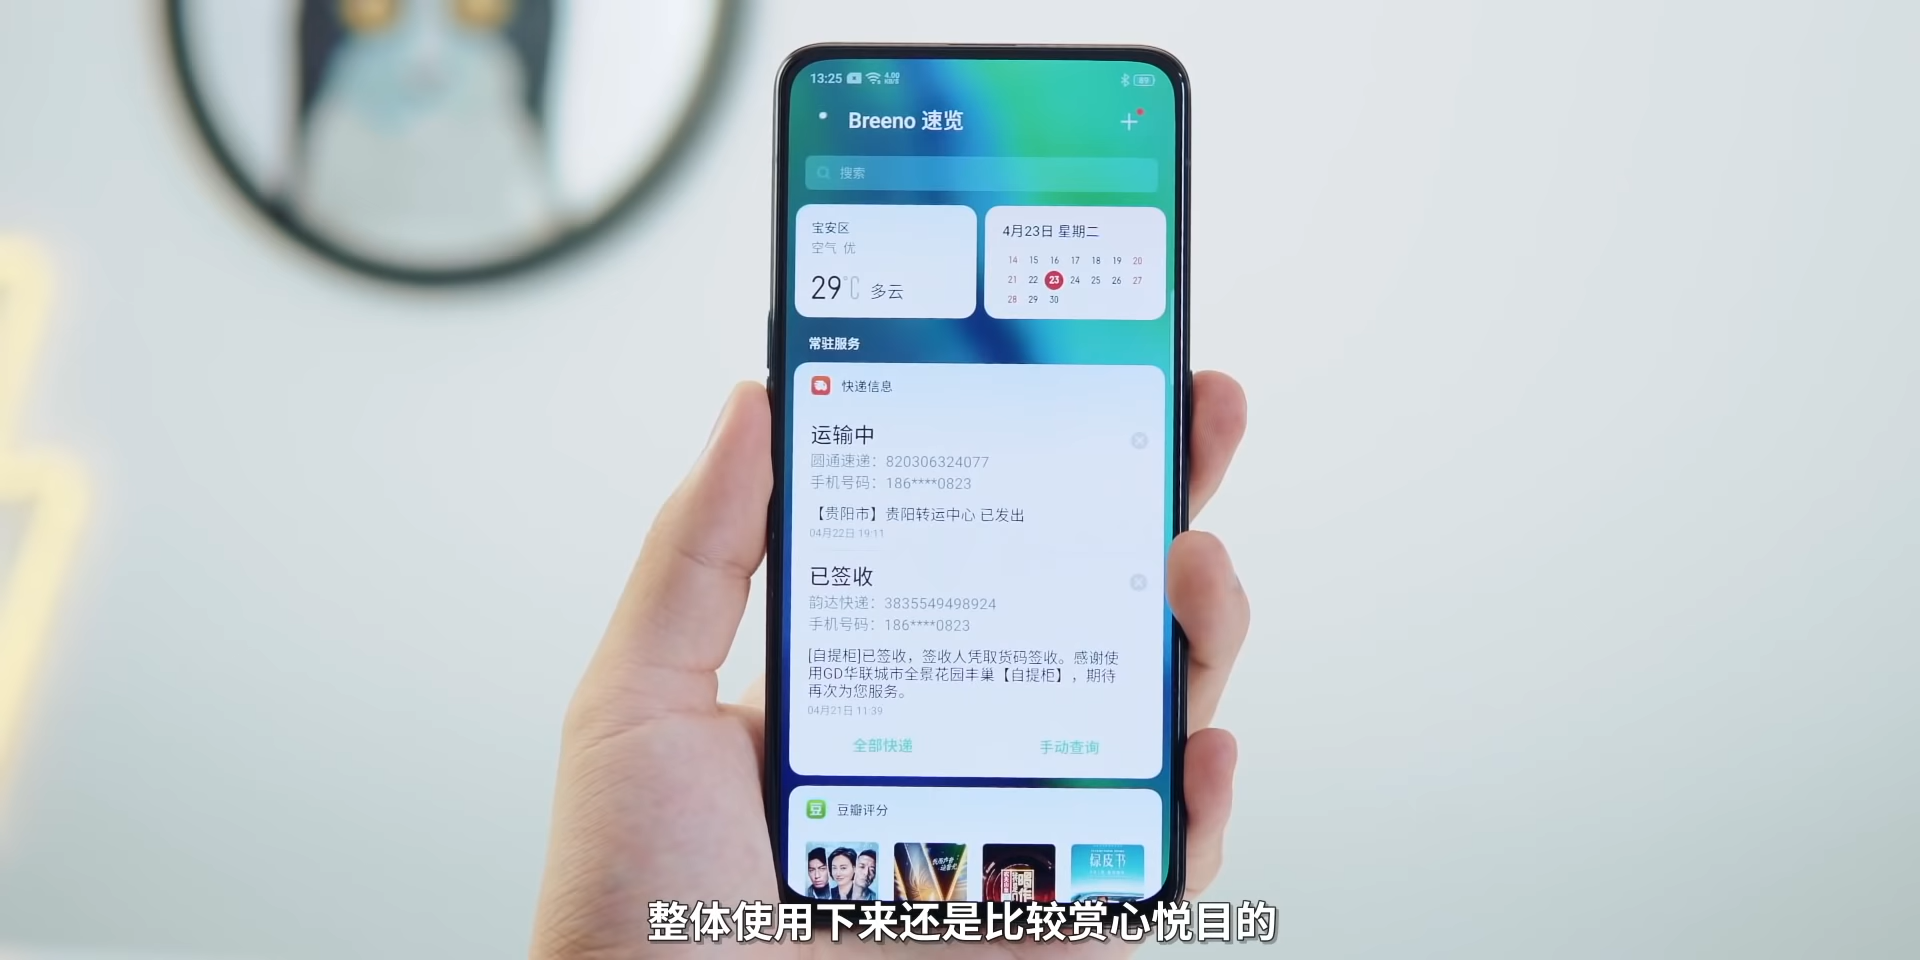 13:25 4.00 KB/S
Breeno 速览
搜索
宝安区
空气 优
29°C 多云
4月23日 星期二
14 15 16 17 18 19 20
21 22 23 24 25 26 27
28 29 30
常驻服务
快递信息
运输中
圆通速递：820306324077
手机号码：186****0823
【贵阳市】贵阳转运中心 已发出
04月22日 19:11
已签收
韵达快递：3835549498924
手机号码：186****0823
[自提柜]已签收，签收人凭取货码签收。感谢使
用GD华联城市全景花园丰巢【自提柜】，期待
再次为您服务。
04月21日 11:39
全部快递
手动查询
豆
豆瓣评分
绿皮书
整体使用下来还是比较赏心悦目的